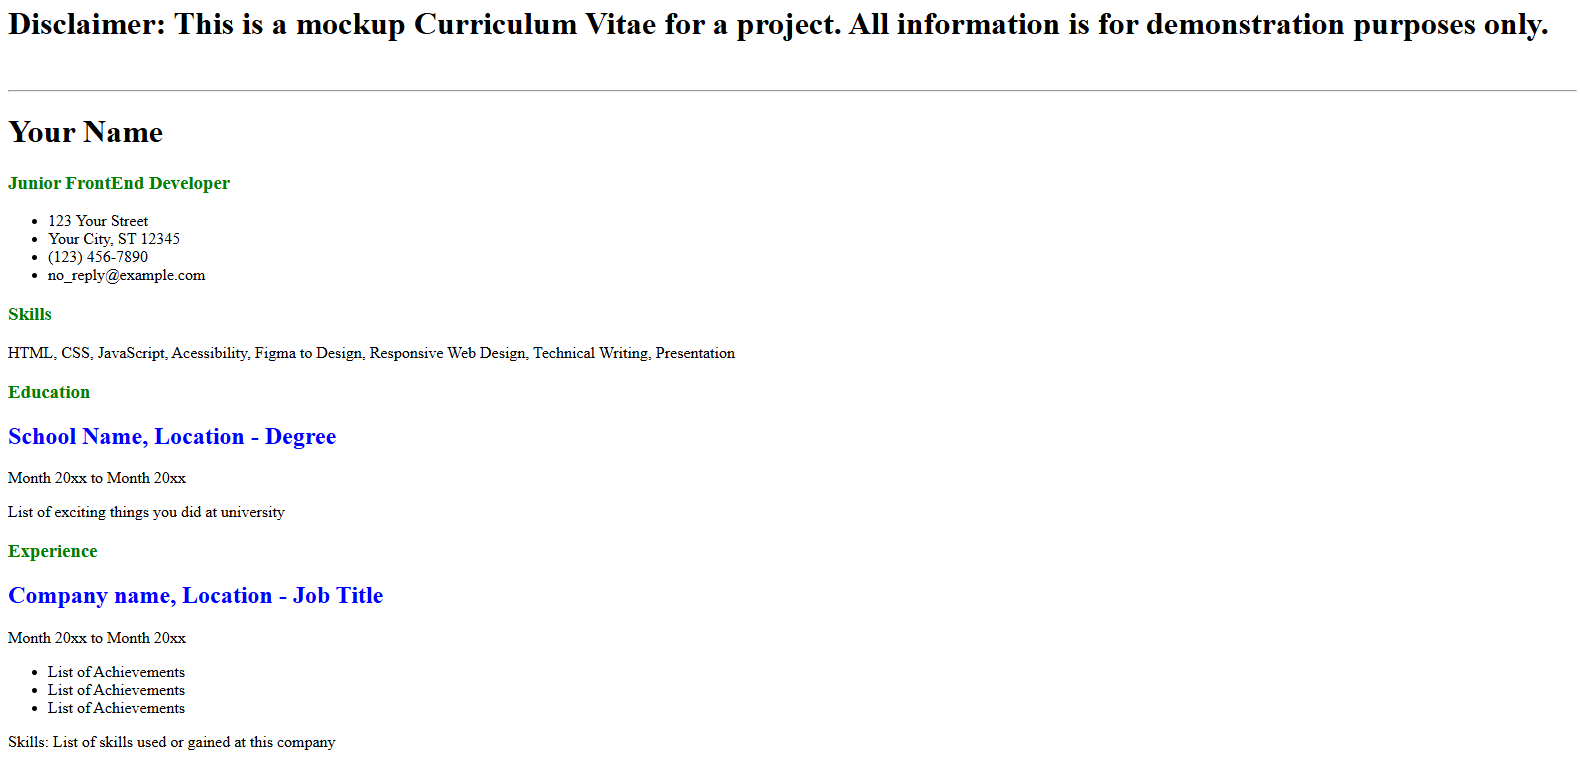 Disclaimer: This is a mockup Curriculum Vitae for a project. All information is for demonstration purposes only.
Your Name
Junior FrontEnd Developer
• 123 Your Street
• Your City, ST 12345
• (123) 456-7890
• no_reply@example.com
Skills
HTML, CSS, JavaScript, Acessibility, Figma to Design, Responsive Web Design, Technical Writing, Presentation
Education
School Name, Location - Degree
Month 20xx to Month 20xx
List of exciting things you did at university
Experience
Company name, Location - Job Title
Month 20xx to Month 20xx
• List of Achievements
• List of Achievements
• List of Achievements
Skills: List of skills used or gained at this company